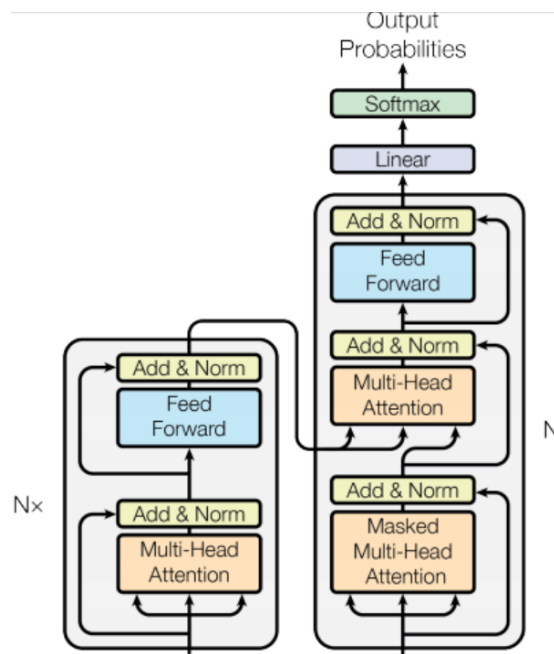 Output
Probabilities
Softmax
Linear
Add & Norm
Feed
Forward
Add & Norm
Multi-Head
Attention
Add & Norm
Masked
Multi-Head
Attention
N
Add & Norm
Feed
Forward
Add & Norm
Multi-Head
Attention
N×